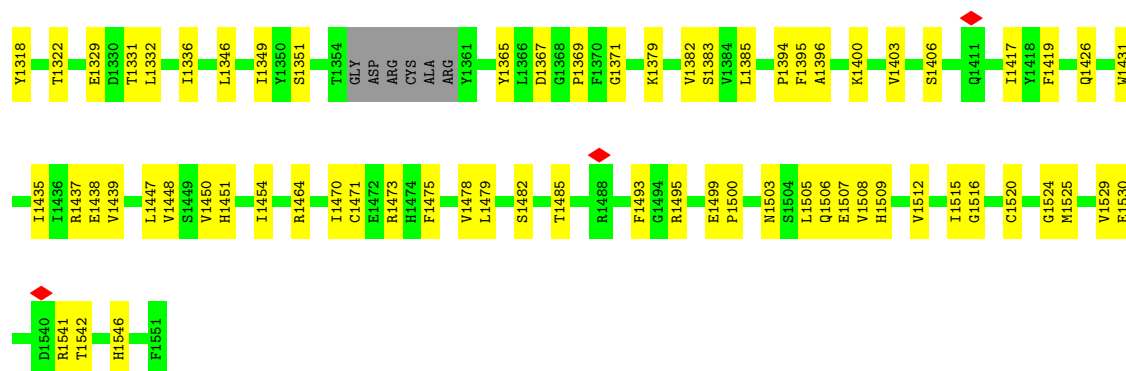 Y1318 T1322 E1329 D1330 T1331 L1332 I1336 L1346 I1349 Y1350 S1351 T1354 GLY ASP ARG CYS ALA ARG Y1361 Y1365 L1366 D1367 G1368 P1369 F1370 G1371 K1379 V1382 S1383 V1384 L1385 P1394 F1395 A1396 K1400 V1403 S1406 Q1411 I1417 Y1418 F1419 Q1426 W1431
I1435 I1436 R1437 E1438 V1439 L1447 V1448 S1449 V1450 H1451 I1454 R1464 I1470 C1471 E1472 R1473 H1474 F1475 V1478 L1479 S1482 T1485 R1488 F1493 G1494 R1495 E1499 P1500 N1503 S1504 L1505 Q1506 E1507 V1508 H1509 V1512 I1515 G1516 C1520 G1524 M1525 V1529 E1530
D1540 R1541 T1542 H1546 F1551